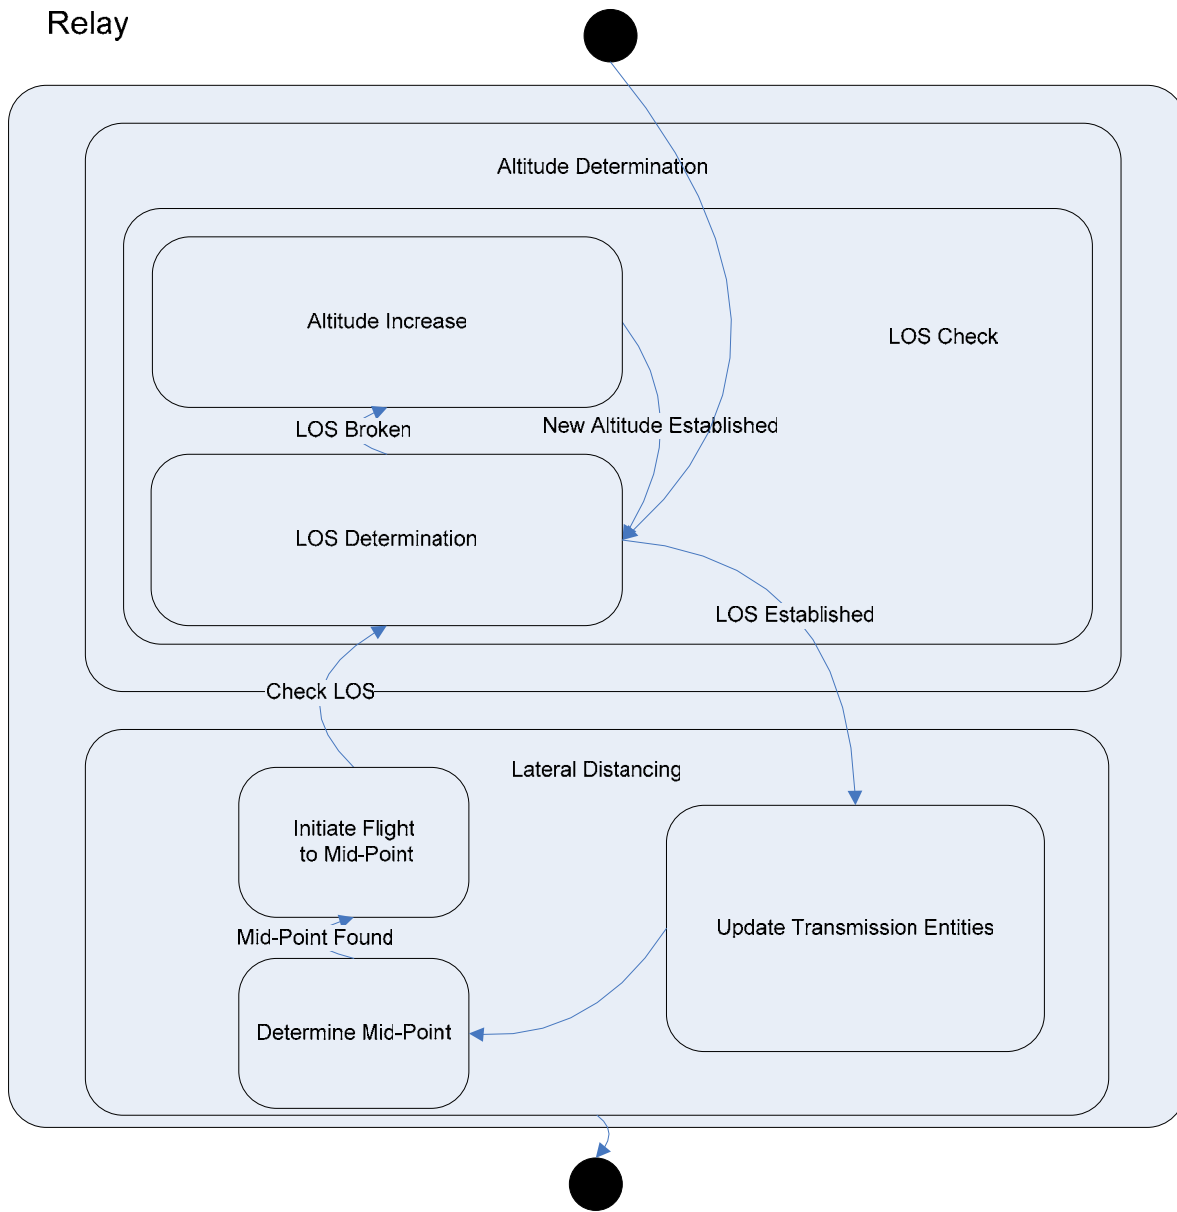 Relay
Altitude Determination
Altitude Increase
LOS Check
LOS Broken
New Altitude Established
LOS Determination
LOS Established
Check LOS
Lateral Distancing
Initiate Flight
to Mid-Point
Update Transmission Entities
Mid-Point Found
Determine Mid-Point